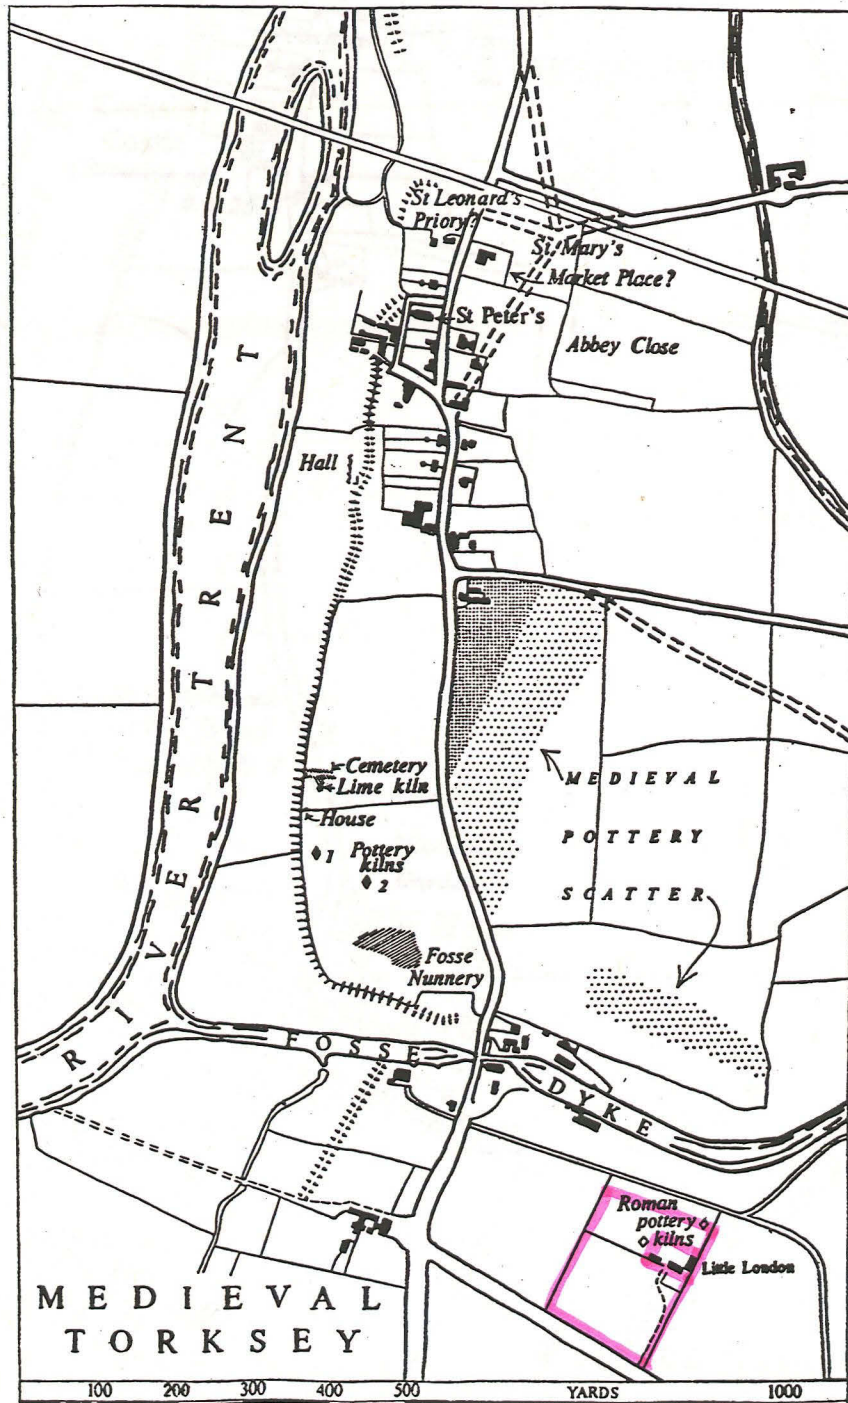 St Leonard's
Priory?
St. Mary's
Market Place?
St Peter's
Abbey Close
Hall
RIVER TRENT
Cemetery
Lime kiln
House
1 Pottery
kilns
2
MEDIEVAL
POTTERY
SCATTER
Fosse
Nunnery
FOSSE DYKE
Roman
pottery
kilns
Little London
MEDIEVAL
TORKSEY
100 200 300 400 500 YARDS 1000